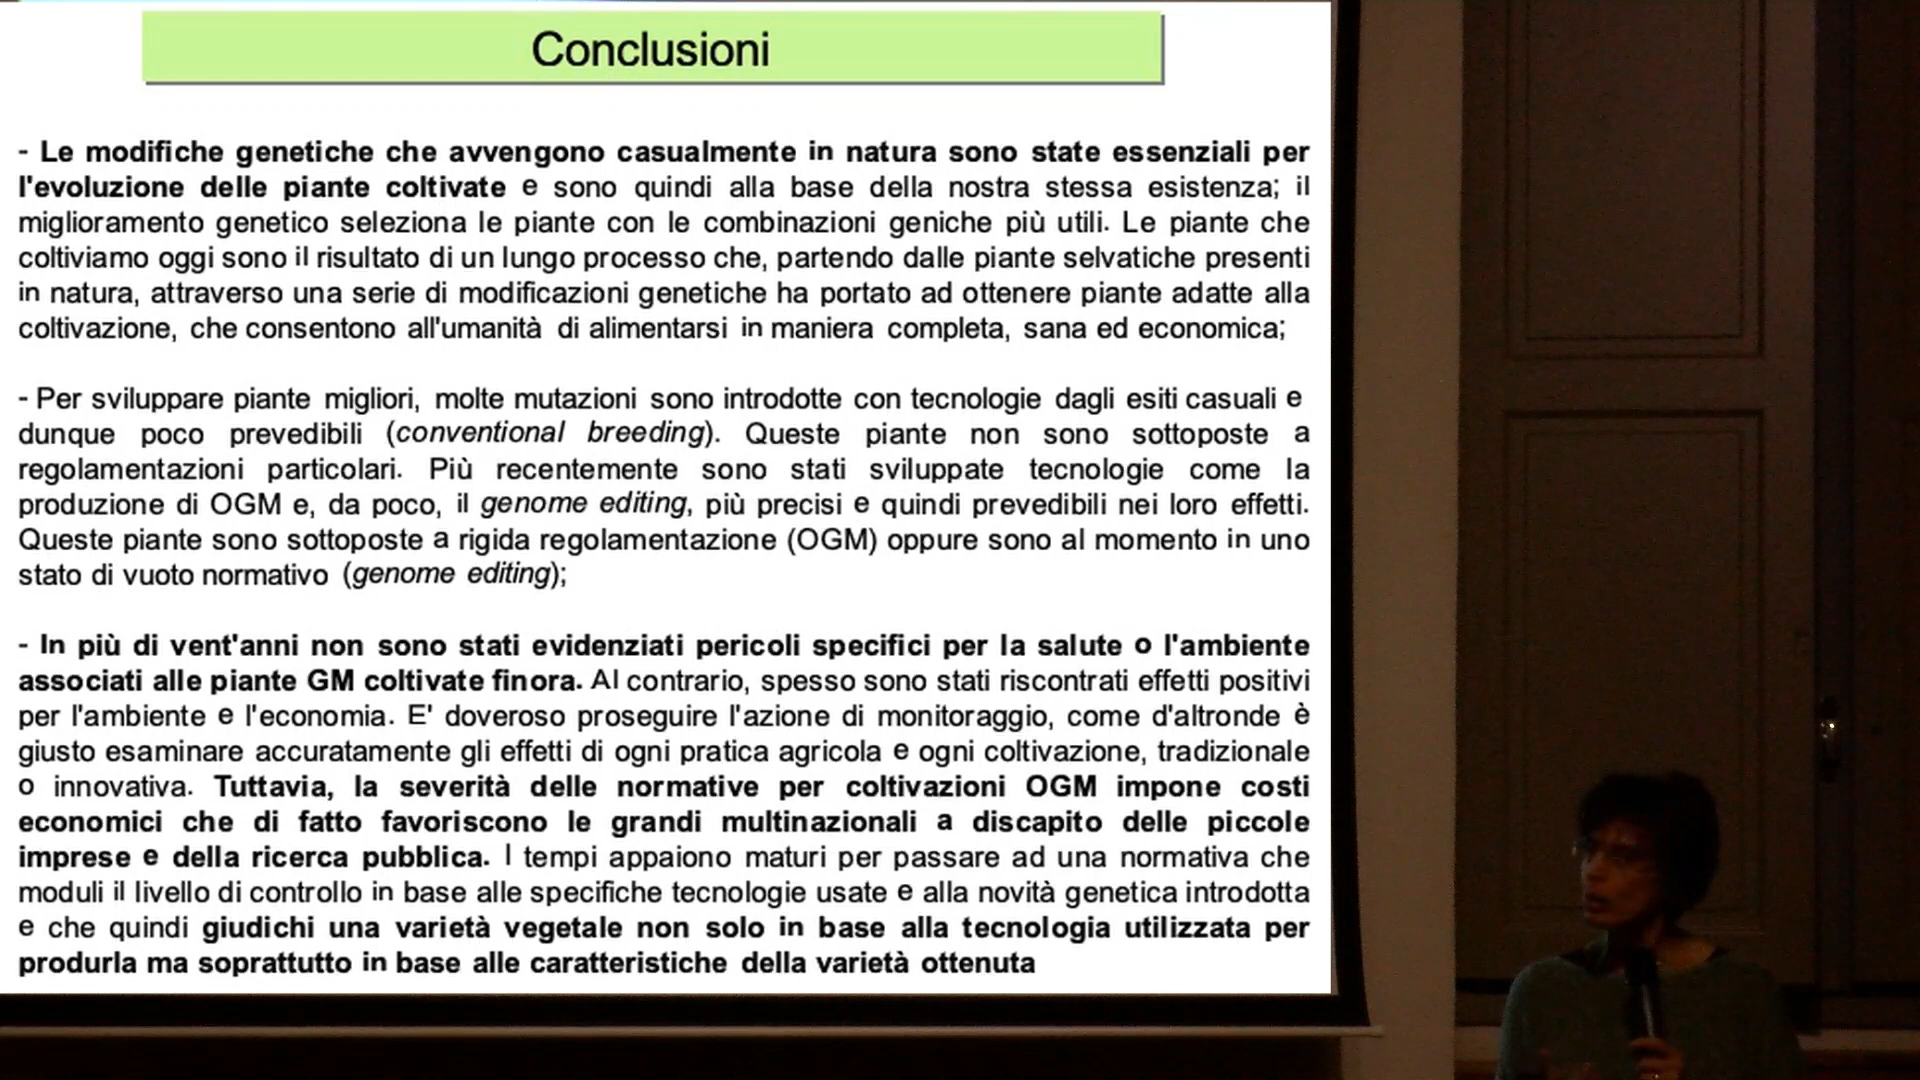 Conclusioni
- Le modifiche genetiche che avvengono casualmente in natura sono state essenziali per
l'evoluzione delle piante coltivate e sono quindi alla base della nostra stessa esistenza; il
miglioramento genetico seleziona le piante con le combinazioni geniche più utili. Le piante che
coltiviamo oggi sono il risultato di un lungo processo che, partendo dalle piante selvatiche presenti
in natura, attraverso una serie di modificazioni genetiche ha portato ad ottenere piante adatte alla
coltivazione, che consentono all'umanità di alimentarsi in maniera completa, sana ed economica;
- Per sviluppare piante migliori, molte mutazioni sono introdotte con tecnologie dagli esiti casuali e
dunque poco prevedibili (conventional breeding). Queste piante non sono sottoposte a
regolamentazioni particolari. Più recentemente sono stati sviluppate tecnologie come la
produzione di OGM e, da poco, il genome editing, più precisi e quindi prevedibili nei loro effetti.
Queste piante sono sottoposte a rigida regolamentazione (OGM) oppure sono al momento in uno
stato di vuoto normativo (genome editing);
- In più di vent'anni non sono stati evidenziati pericoli specifici per la salute o l'ambiente
associati alle piante GM coltivate finora. Al contrario, spesso sono stati riscontrati effetti positivi
per l'ambiente e l'economia. E' doveroso proseguire l'azione di monitoraggio, come d'altronde è
giusto esaminare accuratamente gli effetti di ogni pratica agricola e ogni coltivazione, tradizionale
o innovativa. Tuttavia, la severità delle normative per coltivazioni OGM impone costi
economici che di fatto favoriscono le grandi multinazionali a discapito delle piccole
imprese e della ricerca pubblica. I tempi appaiono maturi per passare ad una normativa che
moduli il livello di controllo in base alle specifiche tecnologie usate e alla novità genetica introdotta
e che quindi giudichi una varietà vegetale non solo in base alla tecnologia utilizzata per
produrla ma soprattutto in base alle caratteristiche della varietà ottenuta